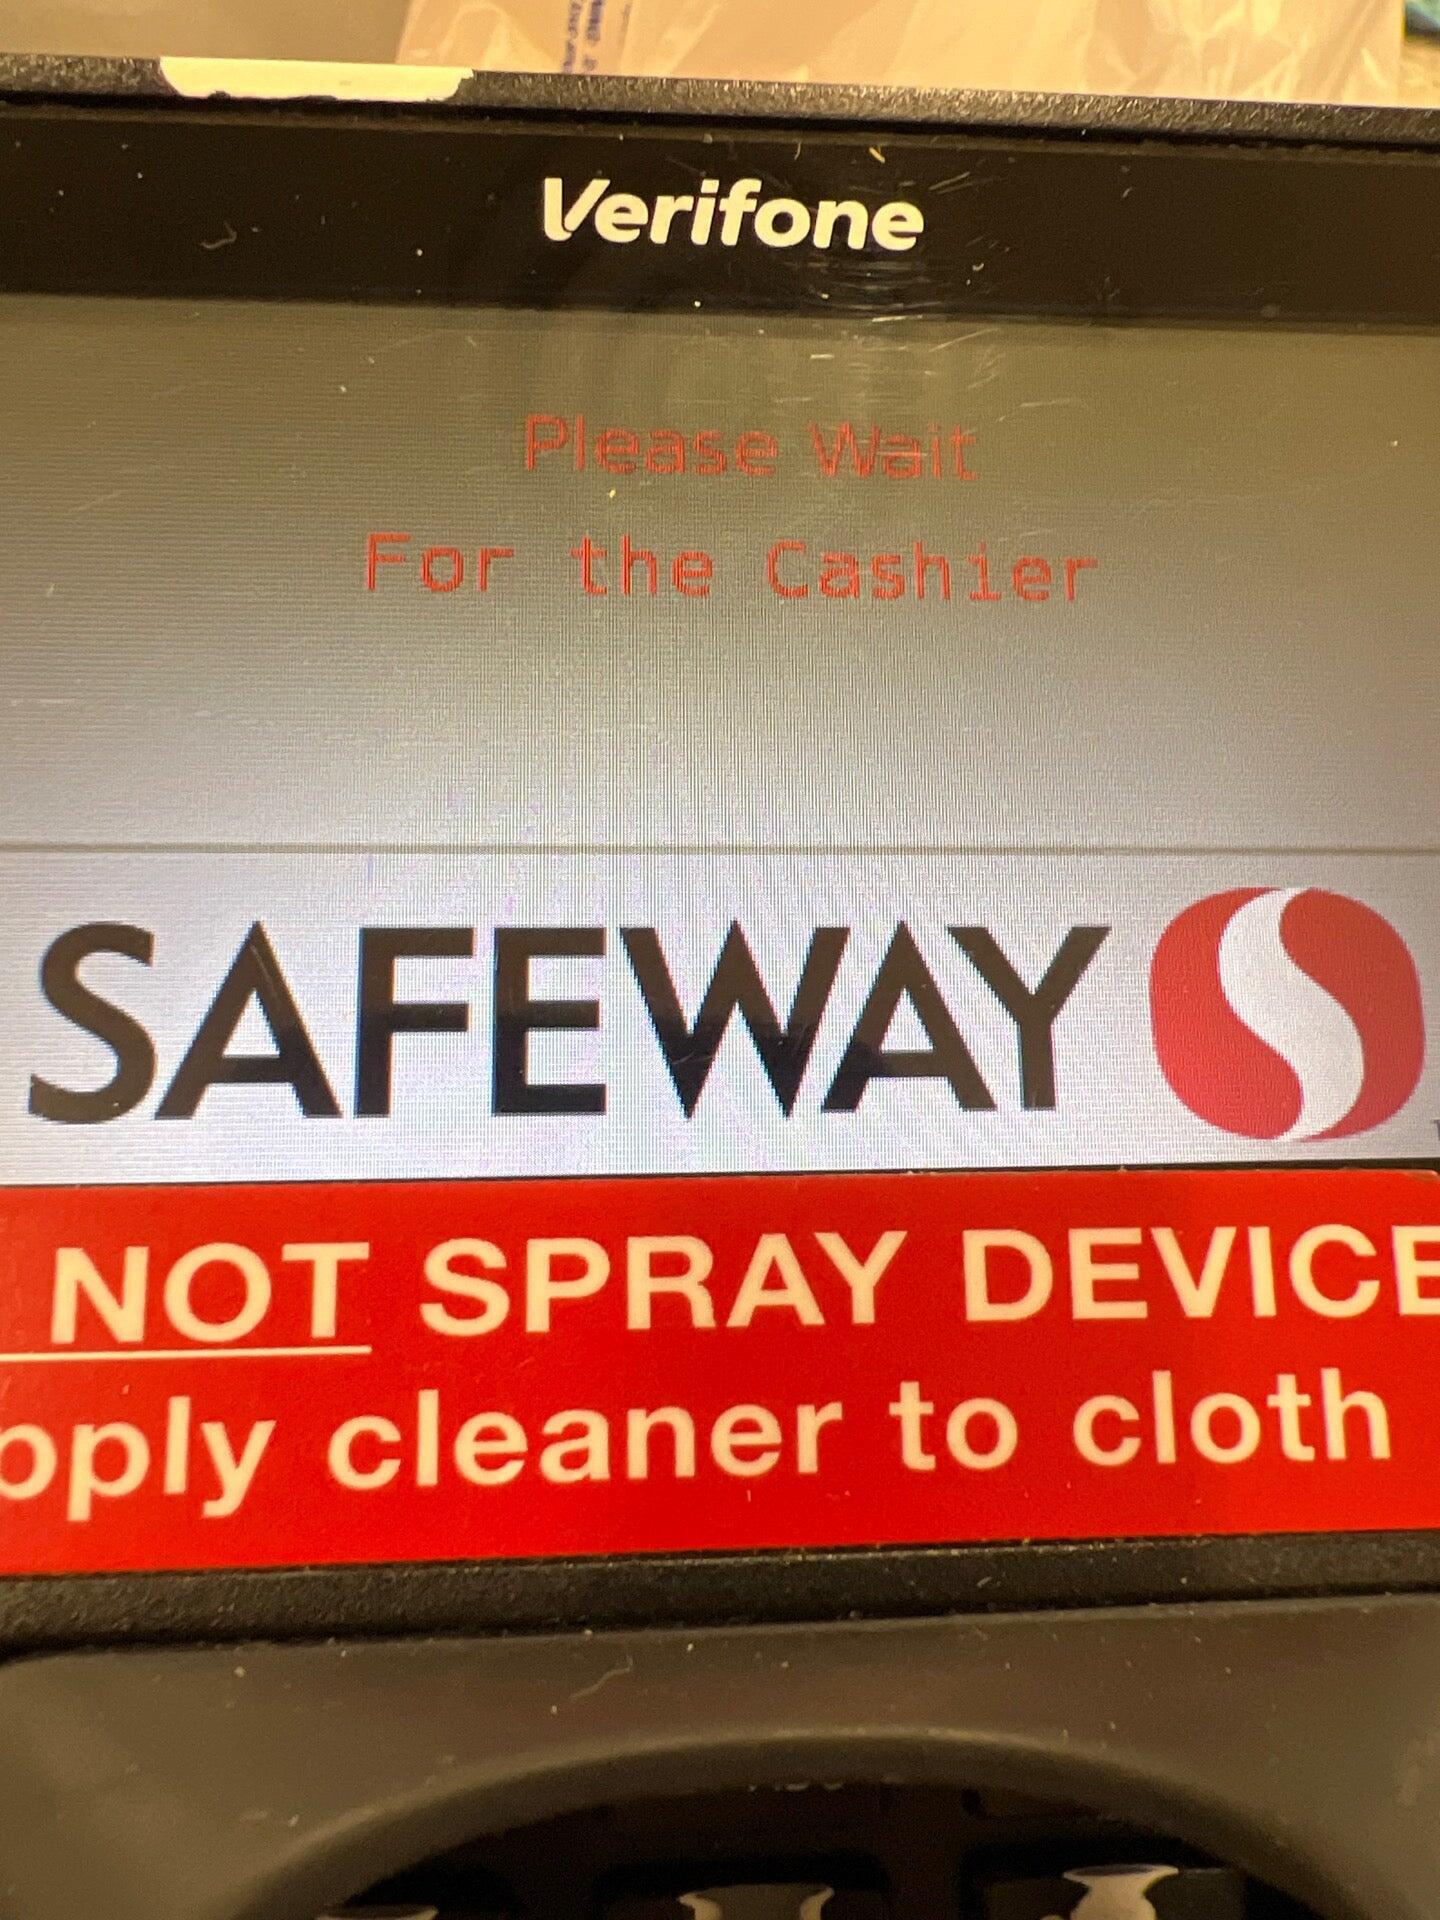 Verifone
Please Wait
For the Cashier
SAFEWAY
NOT SPRAY DEVICE
pply cleaner to cloth